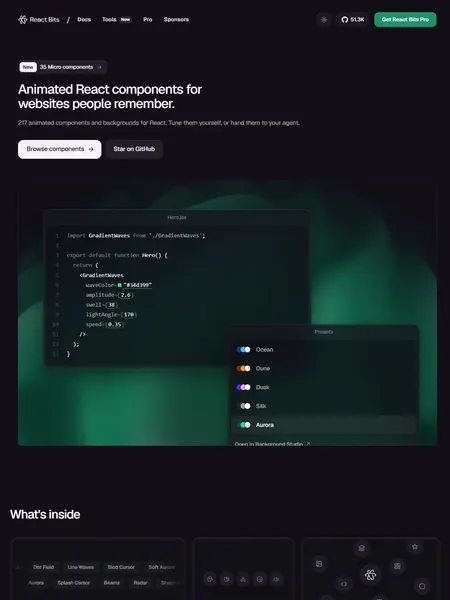 React Bits / Docs Tools New Pro Sponsors 51.3K Get React Bits Pro
New 35 Micro components →
Animated React components for
websites people remember.
217 animated components and backgrounds for React. Tune them yourself, or hand them to your agent.
Browse components → Star on GitHub
Hero.jsx
1 import GradientWaves from './GradientWaves';
2
3 export default function Hero() {
4 return (
5 <GradientWaves
6 waveColor="#34d399"
7 amplitude={2.6}
8 swell={38}
9 lightAngle={170}
10 speed={0.35}
11 />
12 );
13 }
Presets
Ocean
Dune
Dusk
Silk
Aurora
Open in Background Studio ↗
What's inside
Dot Field Line Waves Blob Cursor Soft Aurora
Aurora Splash Cursor Beams Radar